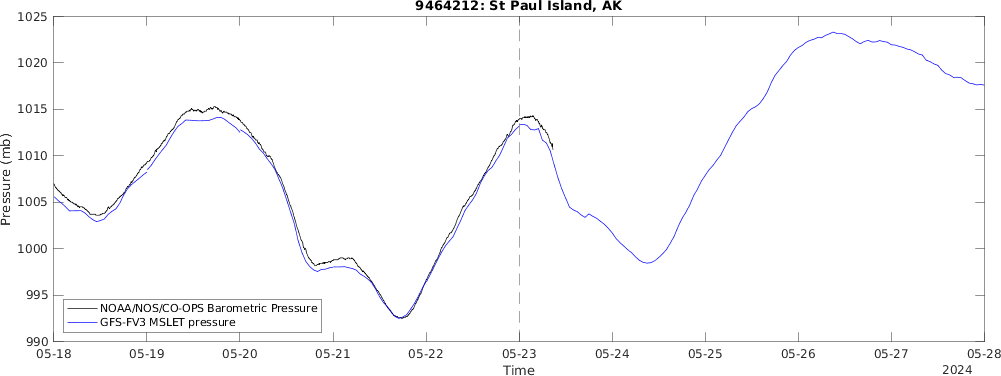 9464212: St Paul Island, AK
Pressure (mb)
1025
1020
1015
1010
1005
1000
995
990
NOAA/NOS/CO-OPS Barometric Pressure
GFS-FV3 MSLET pressure
05-18 05-19 05-20 05-21 05-22 05-23 05-24 05-25 05-26 05-27 05-28
Time
2024